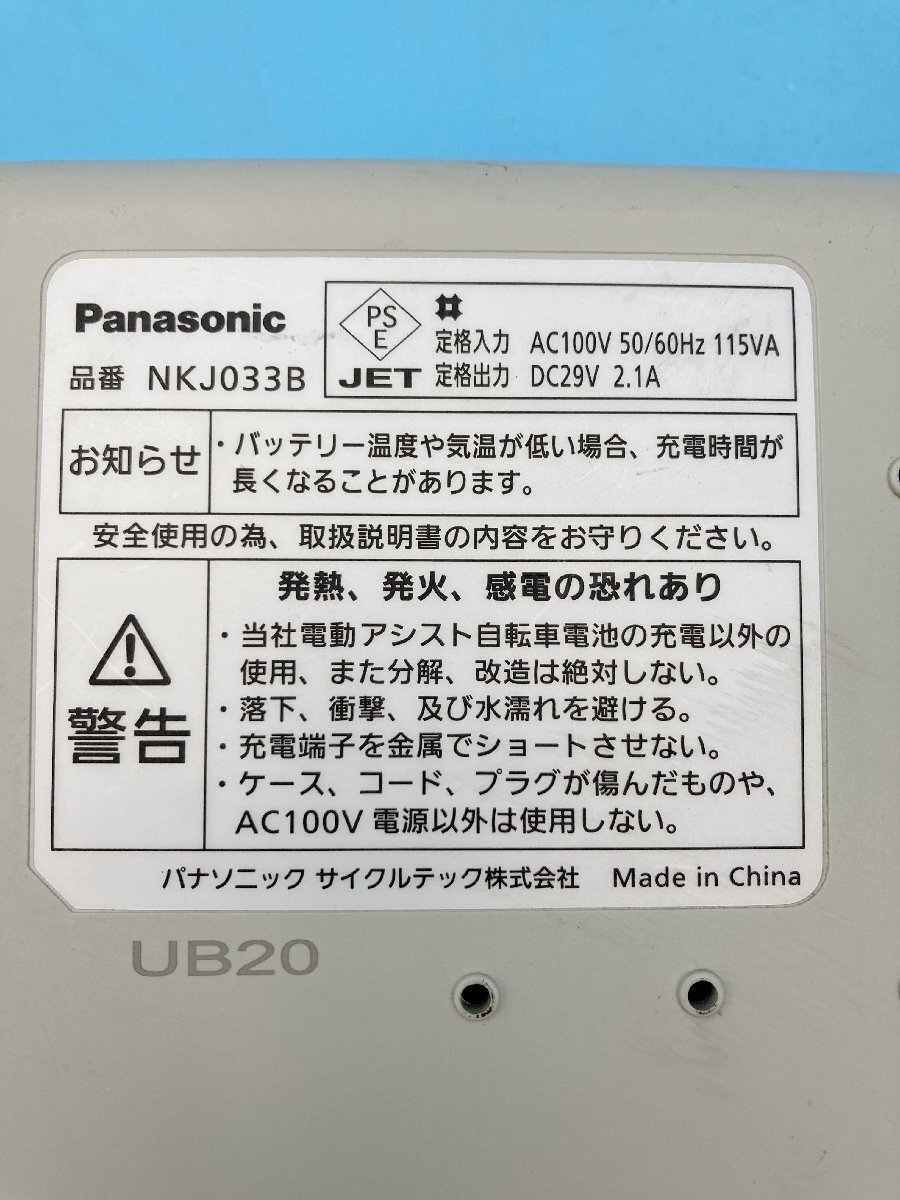 Panasonic
品番 NKJ033B
PS
E
JET
定格入力 AC100V 50/60Hz 115VA
定格出力 DC29V 2.1A
お知らせ
・バッテリー温度や気温が低い場合、充電時間が
長くなることがあります。
安全使用の為、取扱説明書の内容をお守りください。
警告
発熱、発火、感電の恐れあり
・当社電動アシスト自転車電池の充電以外の
使用、また分解、改造は絶対しない。
・落下、衝撃、及び水濡れを避ける。
・充電端子を金属でショートさせない。
・ケース、コード、プラグが傷んだものや、
AC100V 電源以外は使用しない。
パナソニック サイクルテック株式会社 Made in China
UB20